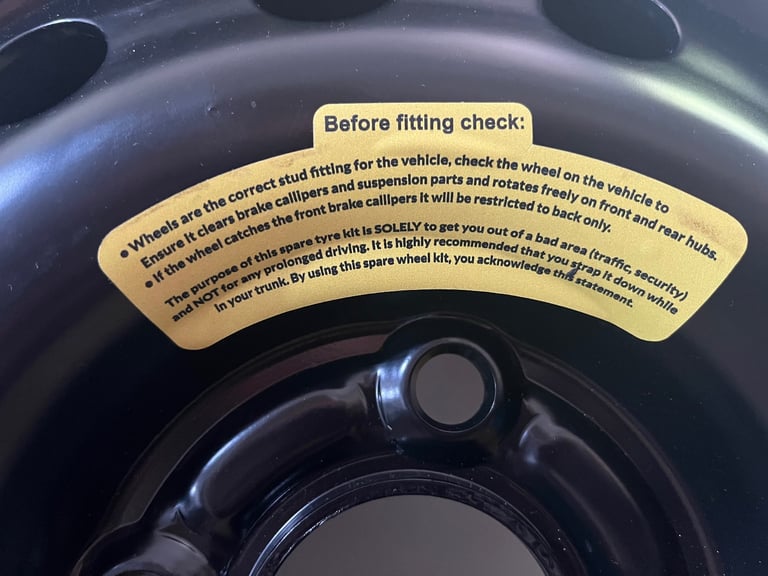 Before fitting check:
• Wheels are the correct stud fitting for the vehicle, check the wheel on the vehicle to
Ensure it clears brake callipers and suspension parts and rotates freely on front and rear hubs.
• If the wheel catches the front brake callipers it will be restricted to back only.
The purpose of this spare tyre kit is SOLELY to get you out of a bad area (traffic, security)
and NOT for any prolonged driving. It is highly recommended that you strap it down while
in your trunk. By using this spare wheel kit, you acknowledge this statement.